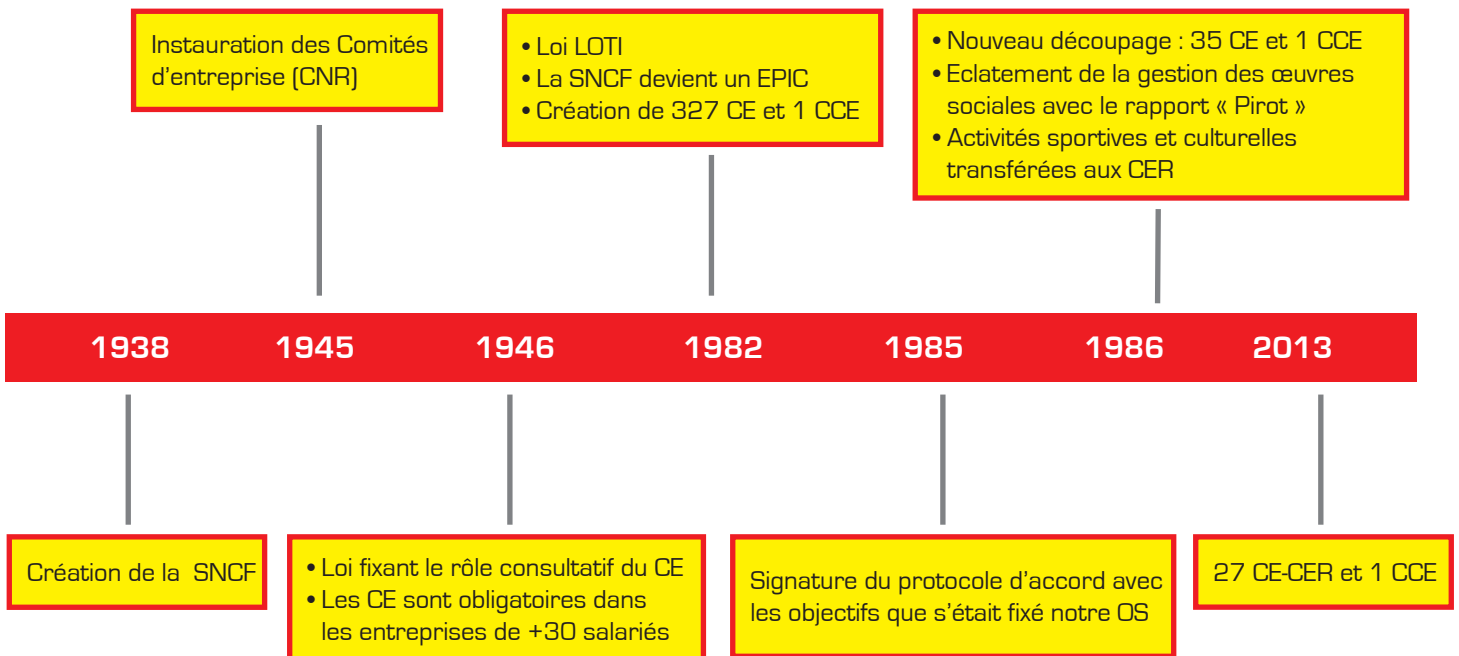 Instauration des Comités
d'entreprise (CNR)
• Loi LOTI
• La SNCF devient un EPIC
• Création de 327 CE et 1 CCE
• Nouveau découpage : 35 CE et 1 CCE
• Eclatement de la gestion des œuvres
sociales avec le rapport « Pirot »
• Activités sportives et culturelles
transférées aux CER
1938 1945 1946 1982 1985 1986 2013
Création de la SNCF
• Loi fixant le rôle consultatif du CE
• Les CE sont obligatoires dans
les entreprises de +30 salariés
Signature du protocole d’accord avec
les objectifs que s’était fixé notre OS
27 CE-CER et 1 CCE